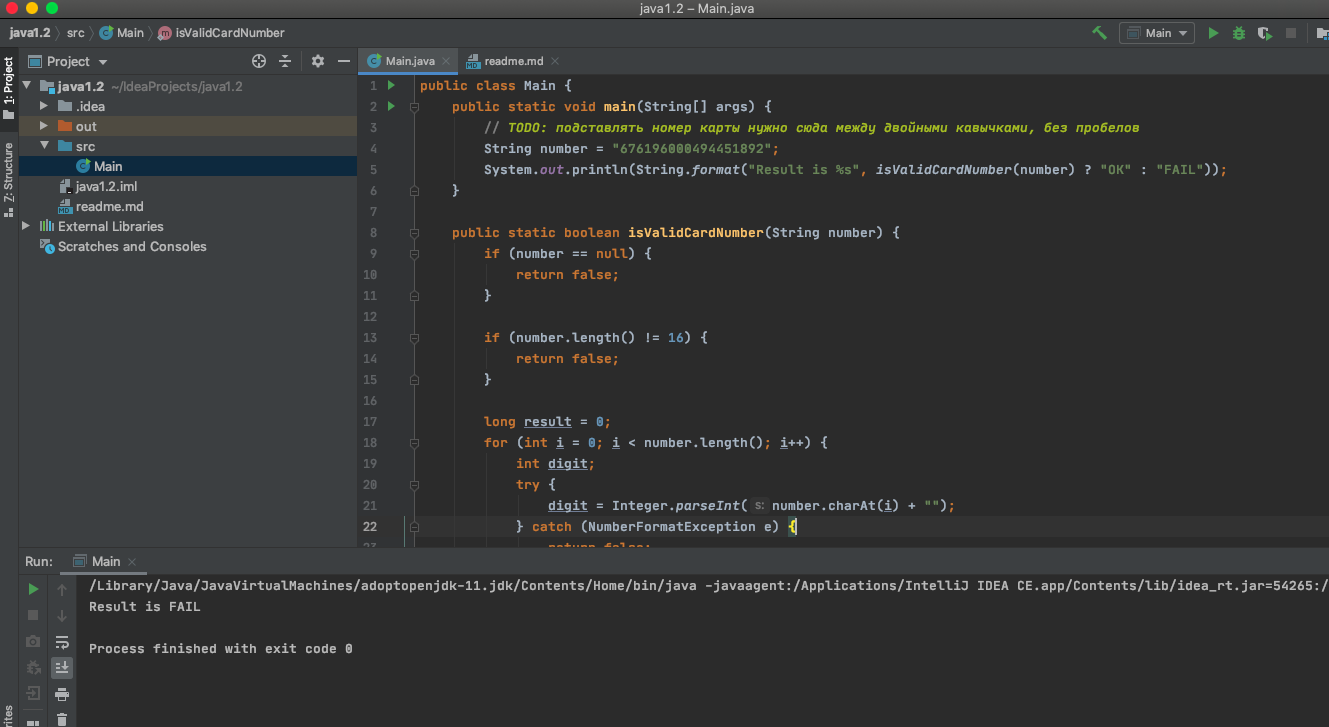 java1.2 – Main.java
java1.2 src Main isValidCardNumber
Main
1: Project
Z: Structure
Project
java1.2 ~/IdeaProjects/java1.2
.idea
out
src
Main
java1.2.iml
readme.md
External Libraries
Scratches and Consoles
Main.java readme.md
1 public class Main {
2 public static void main(String[] args) {
3 // TODO: подставлять номер карты нужно сюда между двойными кавычками, без пробелов
4 String number = "676196000494451892";
5 System.out.println(String.format("Result is %s", isValidCardNumber(number) ? "OK" : "FAIL"));
6 }
7
8 public static boolean isValidCardNumber(String number) {
9 if (number == null) {
10 return false;
11 }
12
13 if (number.length() != 16) {
14 return false;
15 }
16
17 long result = 0;
18 for (int i = 0; i < number.length(); i++) {
19 int digit;
20 try {
21 digit = Integer.parseInt( s: number.charAt(i) + "");
22 } catch (NumberFormatException e) {
23 return false;
Run: Main
/Library/Java/JavaVirtualMachines/adoptopenjdk-11.jdk/Contents/Home/bin/java -javaagent:/Applications/IntelliJ IDEA CE.app/Contents/lib/idea_rt.jar=54265:/
Result is FAIL
Process finished with exit code 0